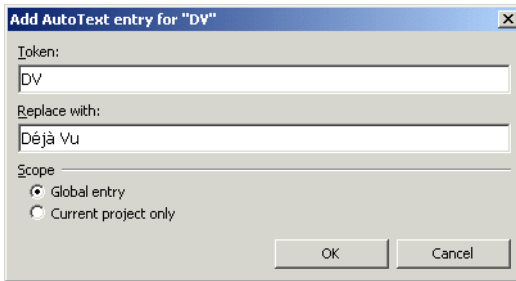 Add AutoText entry for "DV"
Token:
DV
Replace with:
Déjà Vu
Scope
Global entry
Current project only
OK Cancel